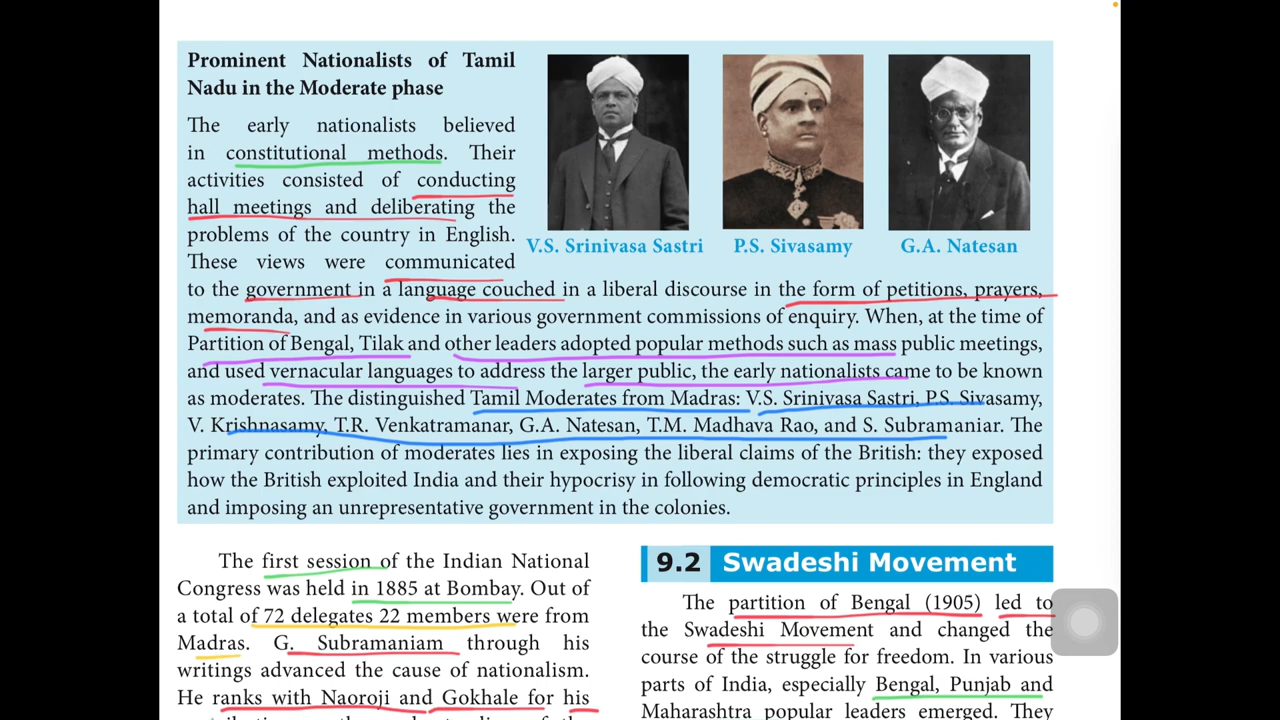 Prominent Nationalists of Tamil
Nadu in the Moderate phase
The early nationalists believed
in constitutional methods. Their
activities consisted of conducting
hall meetings and deliberating the
problems of the country in English.
These views were communicated
V.S. Srinivasa Sastri
P.S. Sivasamy
G.A. Natesan
to the government in a language couched in a liberal discourse in the form of petitions, prayers,
memoranda, and as evidence in various government commissions of enquiry. When, at the time of
Partition of Bengal, Tilak and other leaders adopted popular methods such as mass public meetings,
and used vernacular languages to address the larger public, the early nationalists came to be known
as moderates. The distinguished Tamil Moderates from Madras: V.S. Srinivasa Sastri, P.S. Sivasamy,
V. Krishnasamy, T.R. Venkatramanar, G.A. Natesan, T.M. Madhava Rao, and S. Subramaniar. The
primary contribution of moderates lies in exposing the liberal claims of the British: they exposed
how the British exploited India and their hypocrisy in following democratic principles in England
and imposing an unrepresentative government in the colonies.
The first session of the Indian National
Congress was held in 1885 at Bombay. Out of
a total of 72 delegates 22 members were from
Madras. G. Subramaniam through his
writings advanced the cause of nationalism.
He ranks with Naoroji and Gokhale for his
9.2 Swadeshi Movement
The partition of Bengal (1905) led to
the Swadeshi Movement and changed the
course of the struggle for freedom. In various
parts of India, especially Bengal, Punjab and
Maharashtra popular leaders emerged. They